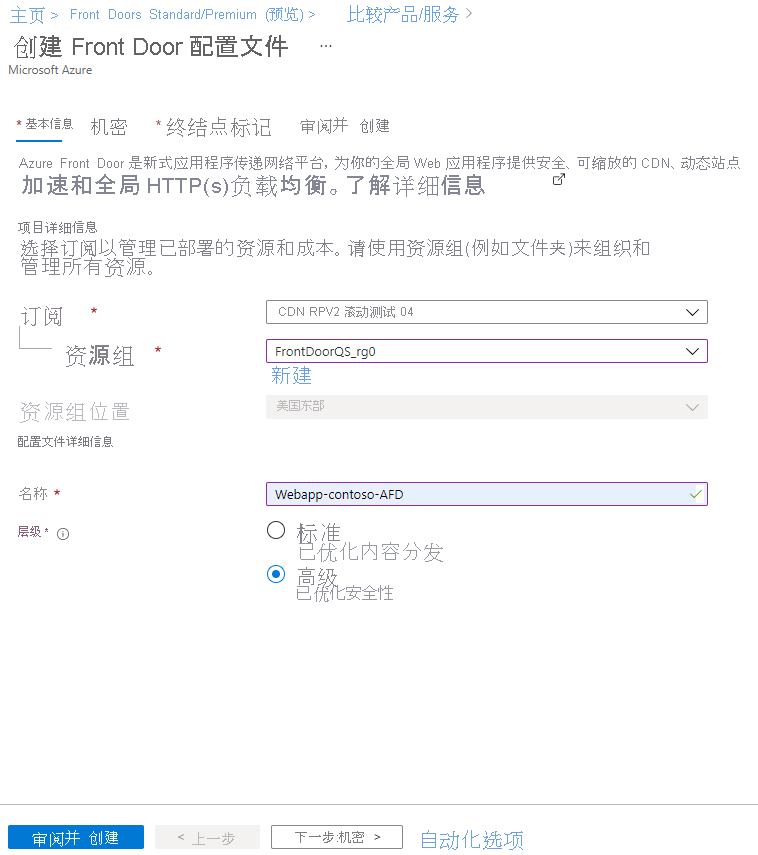 主页 > Front Doors Standard/Premium (预览) > 比较产品/服务 >
创建 Front Door 配置文件 ...
Microsoft Azure
* 基本信息 机密 * 终结点标记 审阅并 创建
Azure Front Door 是新式应用程序传递网络平台，为你的全局 Web 应用程序提供安全、可缩放的 CDN、动态站点
加速和全局 HTTP(s)负载均衡。了解详细信息
项目详细信息
选择订阅以管理已部署的资源和成本。请使用资源组(例如文件夹)来组织和
管理所有资源。
订阅 * CDN RPV2 滚动测试 04
资源组 * FrontDoorQS_rg0
新建
资源组位置 美国东部
配置文件详细信息
名称 * Webapp-contoso-AFD
层级 * 标准
已优化内容分发
高级
已优化安全性
审阅并 创建 < 上一步 下一步:机密 > 自动化选项